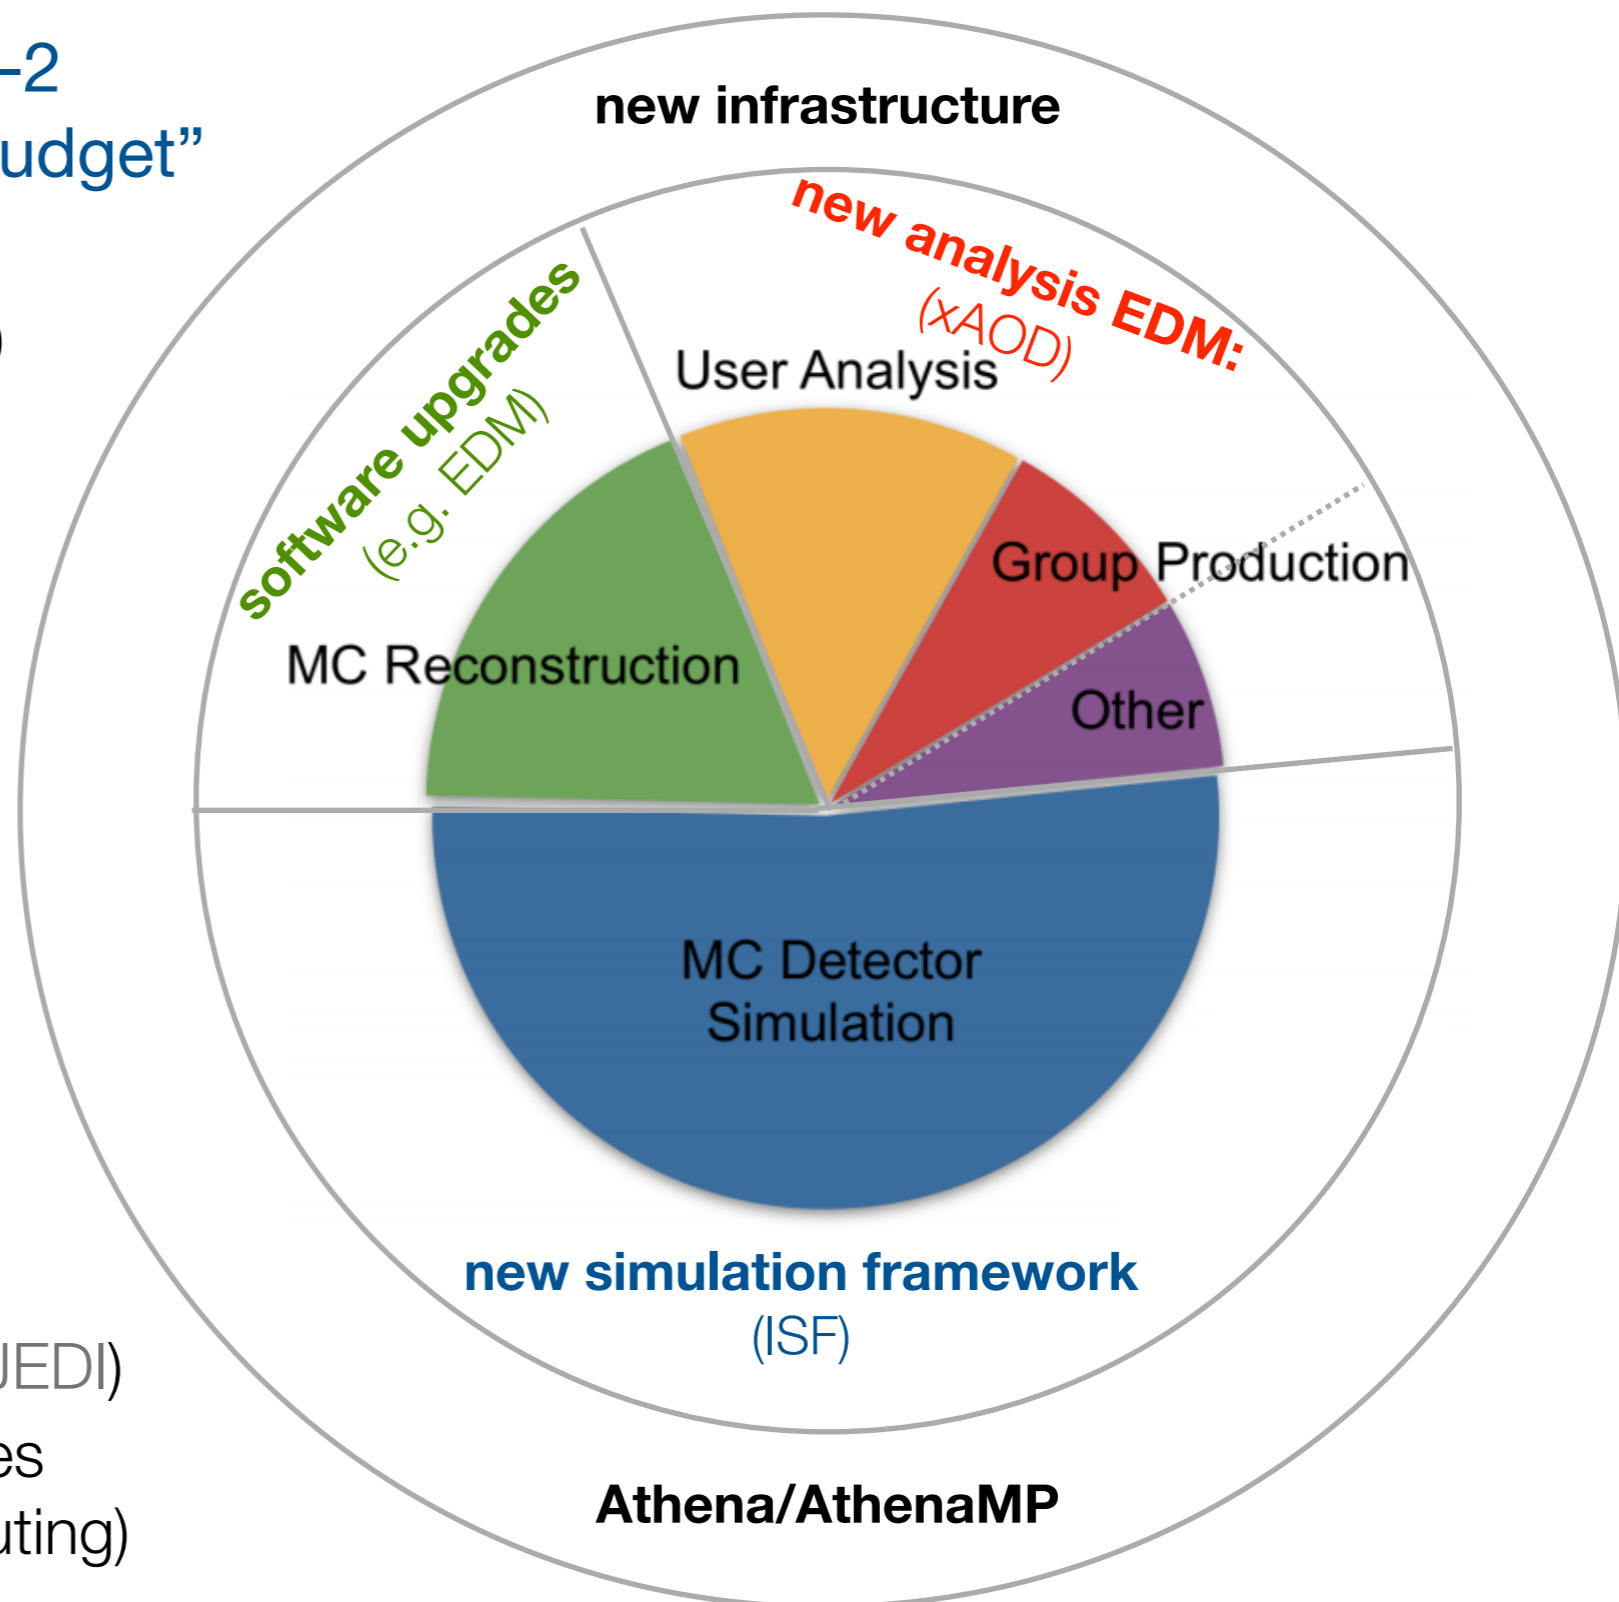 -2
udget”
)
new infrastructure
new analysis EDM:
(xAOD)
software upgrades
(e.g. EDM)
User Analysis
Group Production
MC Reconstruction
Other
MC Detector
Simulation
new simulation framework
(ISF)
JEDI)
es
uting)
Athena/AthenaMP